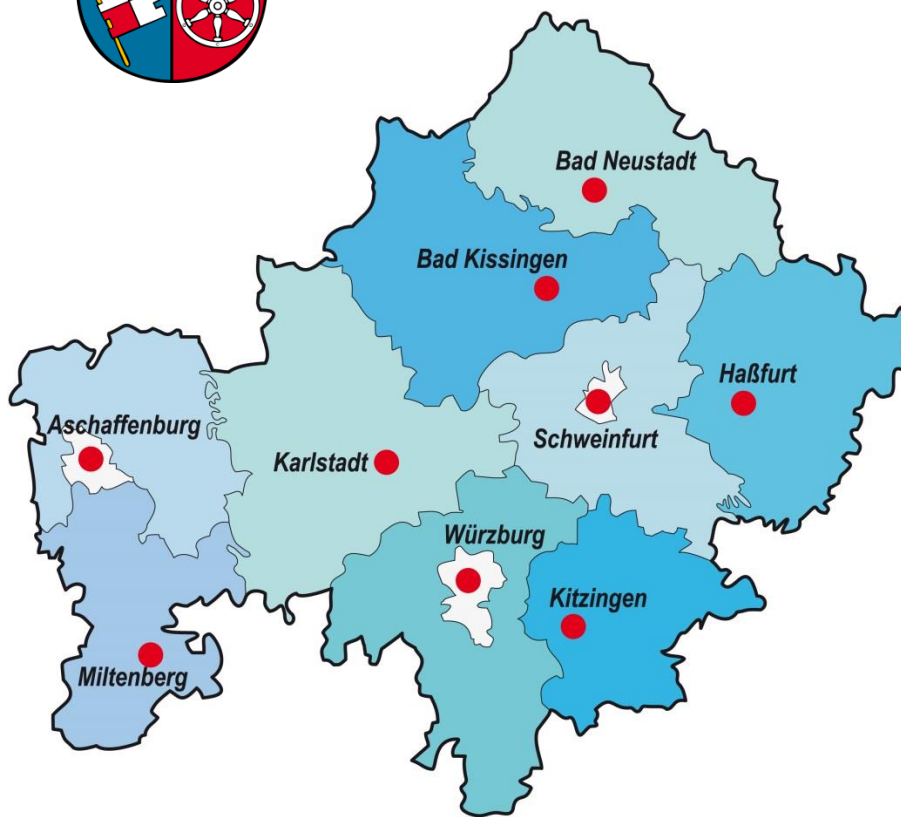 Bad Neustadt
Bad Kissingen
Haßfurt
Aschaffenburg
Schweinfurt
Karlstadt
Würzburg
Kitzingen
Miltenberg